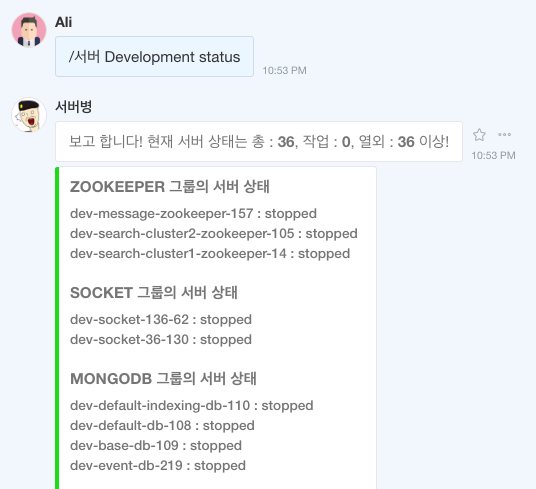 Ali
/서버 Development status
10:53 PM
서버병
보고 합니다! 현재 서버 상태는 총 : 36, 작업 : 0, 열외 : 36 이상!
10:53 PM
ZOOKEEPER 그룹의 서버 상태
dev-message-zookeeper-157 : stopped
dev-search-cluster2-zookeeper-105 : stopped
dev-search-cluster1-zookeeper-14 : stopped
SOCKET 그룹의 서버 상태
dev-socket-136-62 : stopped
dev-socket-36-130 : stopped
MONGODB 그룹의 서버 상태
dev-default-indexing-db-110 : stopped
dev-default-db-108 : stopped
dev-base-db-109 : stopped
dev-event-db-219 : stopped